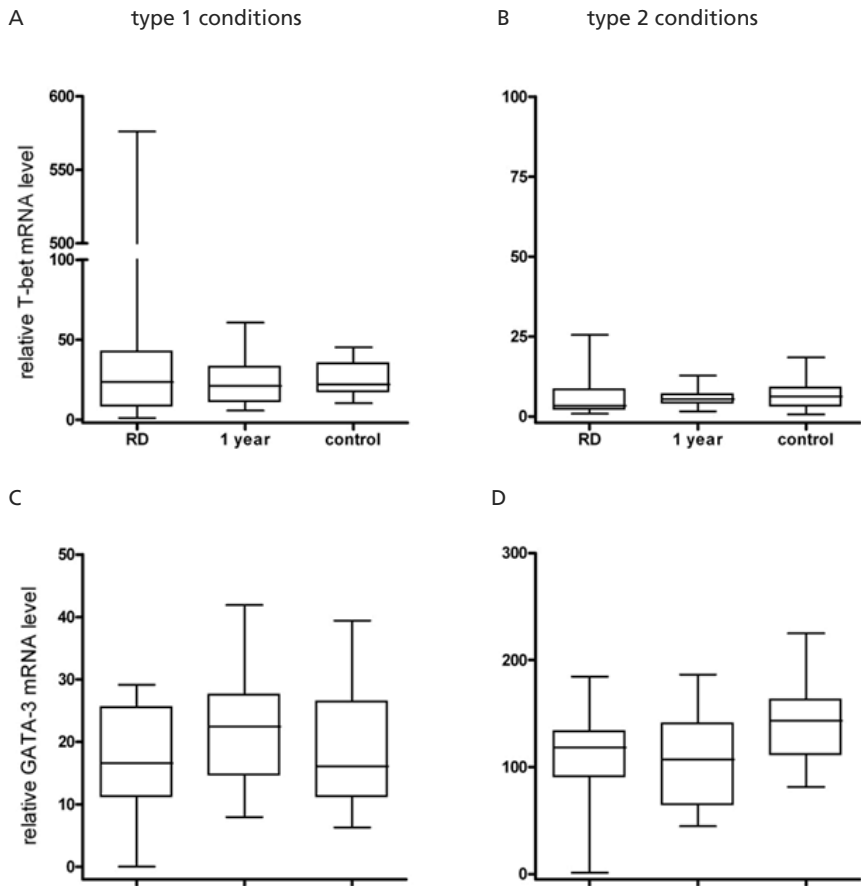 A
type 1 conditions
B
type 2 conditions
relative T-bet mRNA level
600
550
500
100
50
0
RD
1 year
control
100
75
50
25
0
RD
1 year
control
C
D
relative GATA-3 mRNA level
50
40
30
20
10
0
300
200
100
0